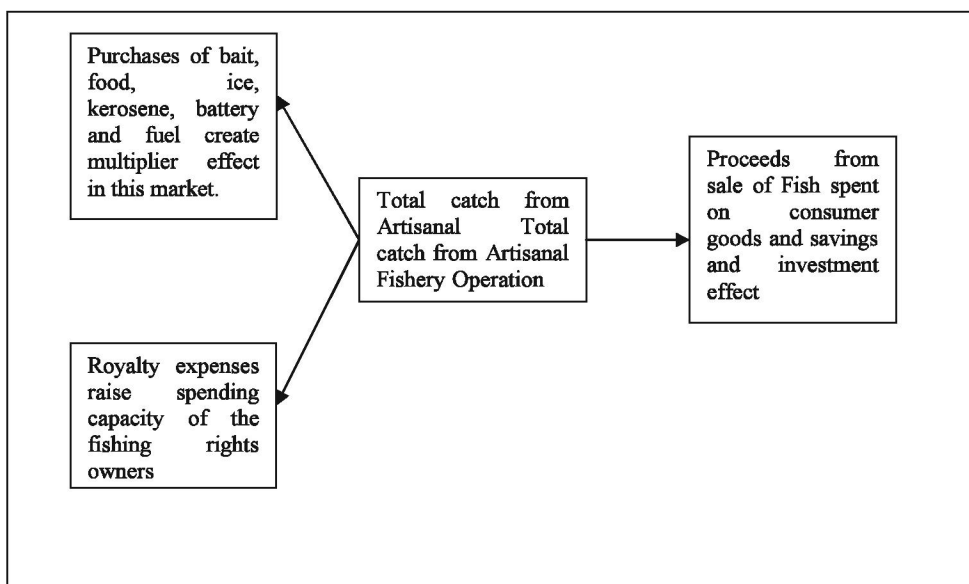 Purchases of bait,
food, ice,
kerosene, battery
and fuel create
multiplier effect
in this market.
Total catch from
Artisanal Total
catch from Artisanal
Fishery Operation
Proceeds from
sale of Fish spent
on consumer
goods and savings
and investment
effect
Royalty expenses
raise spending
capacity of the
fishing rights
owners